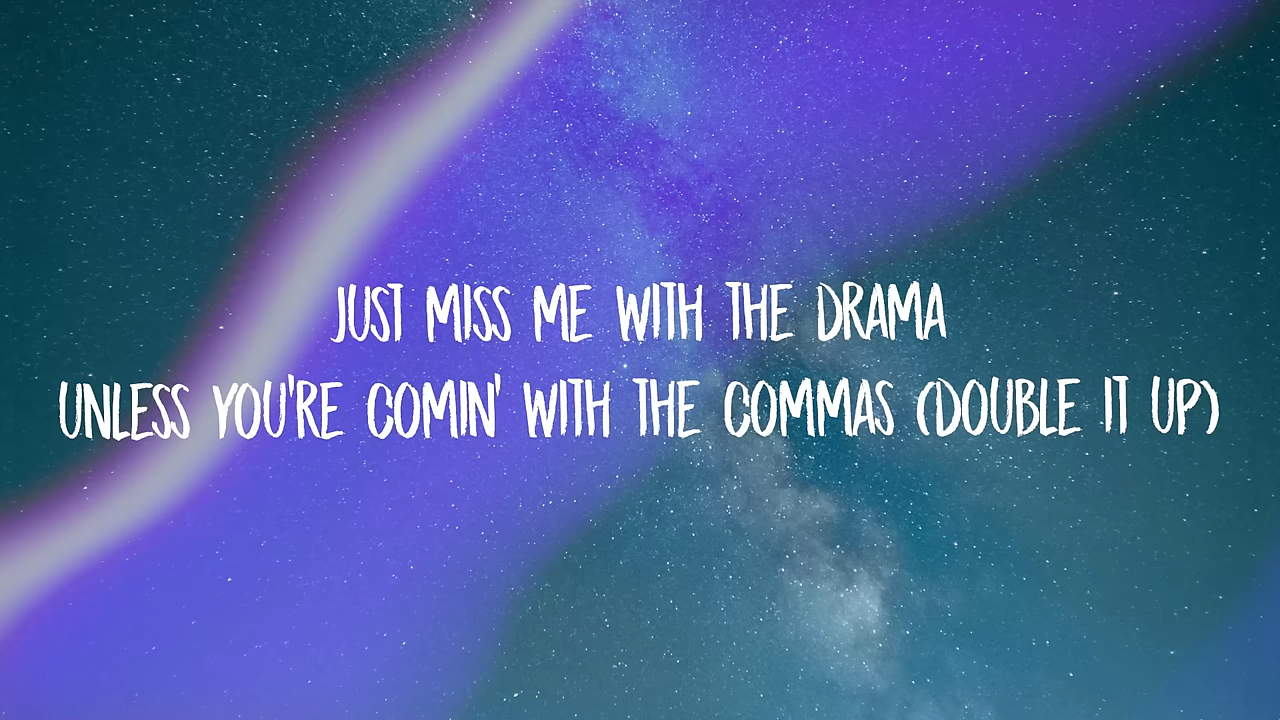 JUST MISS ME WITH THE DRAMA
UNLESS YOU'RE COMIN' WITH THE COMMAS (DOUBLE IT UP)